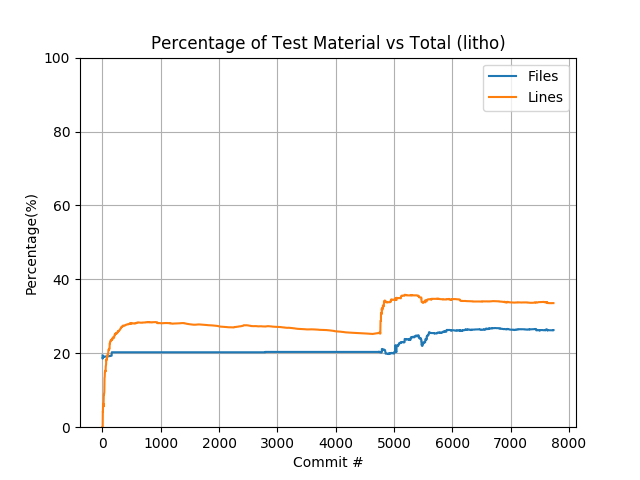 Percentage of Test Material vs Total (litho)
Files
Lines
100
80
60
40
20
0
Percentage(%)
0 1000 2000 3000 4000 5000 6000 7000 8000
Commit #